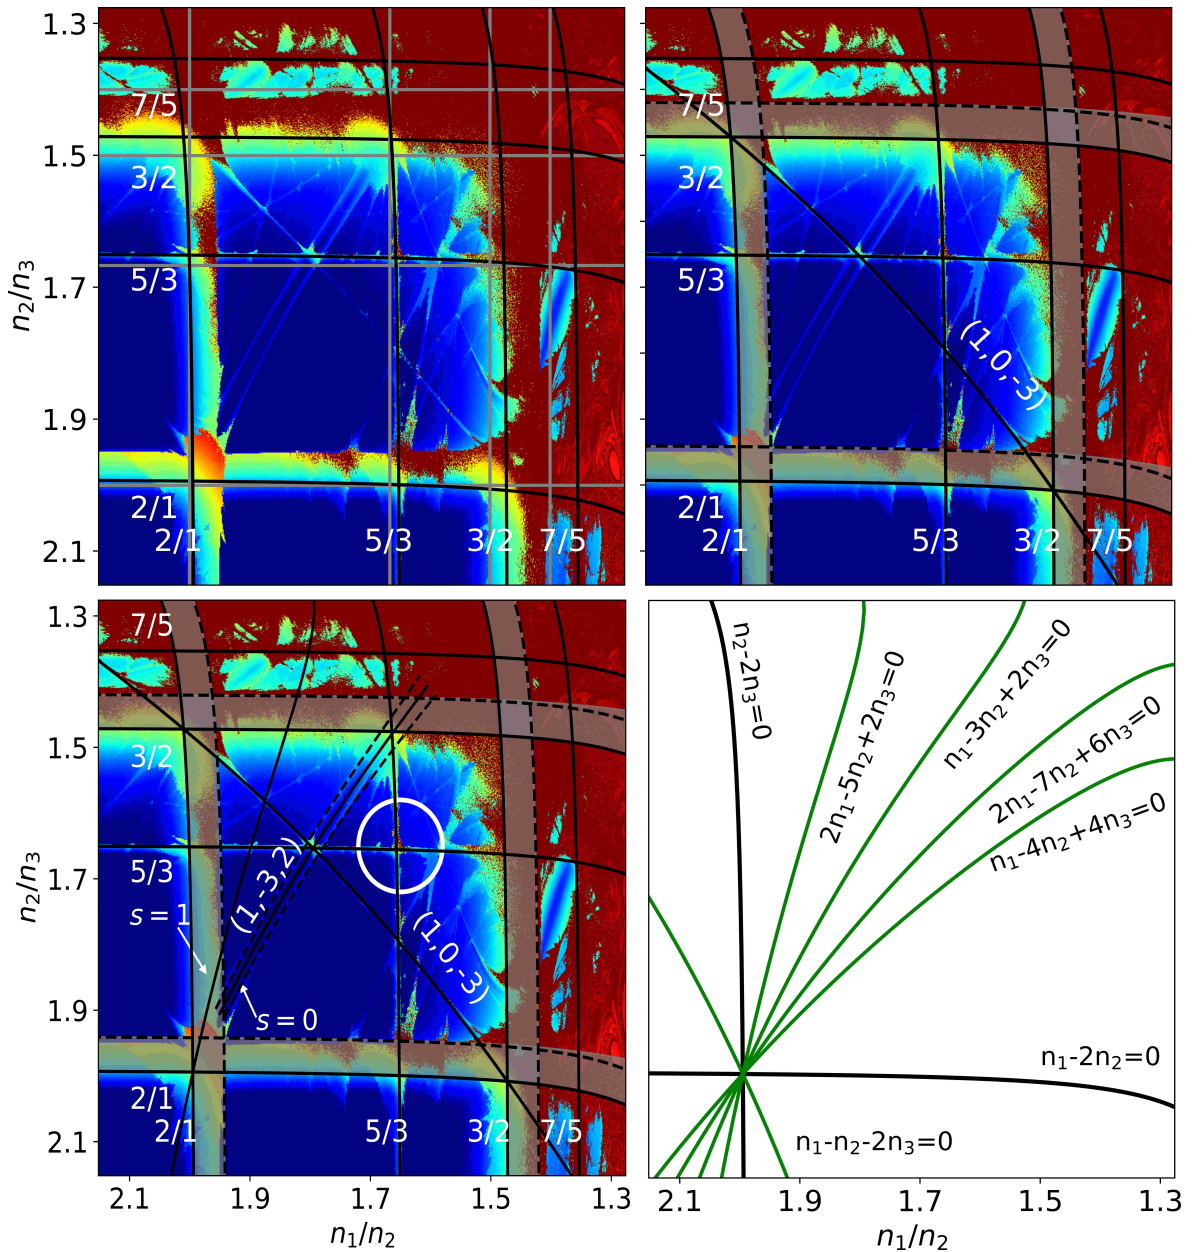 1.3
1.5
1.7
1.9
2.1
n₂/n₃
7/5
3/2
5/3
2/1
2/1 5/3 3/2 7/5
7/5
3/2
5/3
(1,0,-3)
2/1
2/1 5/3 3/2 7/5
1.3
1.5
1.7
1.9
2.1
n₂/n₃
7/5
3/2
5/3
(1,-3,2)
s = 1
(1,0,-3)
s = 0
2/1
2/1 5/3 3/2 7/5
2.1 1.9 1.7 1.5 1.3
n₁/n₂
n₂-2n₃=0
2n₁-5n₂+2n₃=0
n₁-3n₂+2n₃=0
2n₁-7n₂+6n₃=0
n₁-4n₂+4n₃=0
n₁-2n₂=0
n₁-n₂-2n₃=0
2.1 1.9 1.7 1.5 1.3
n₁/n₂